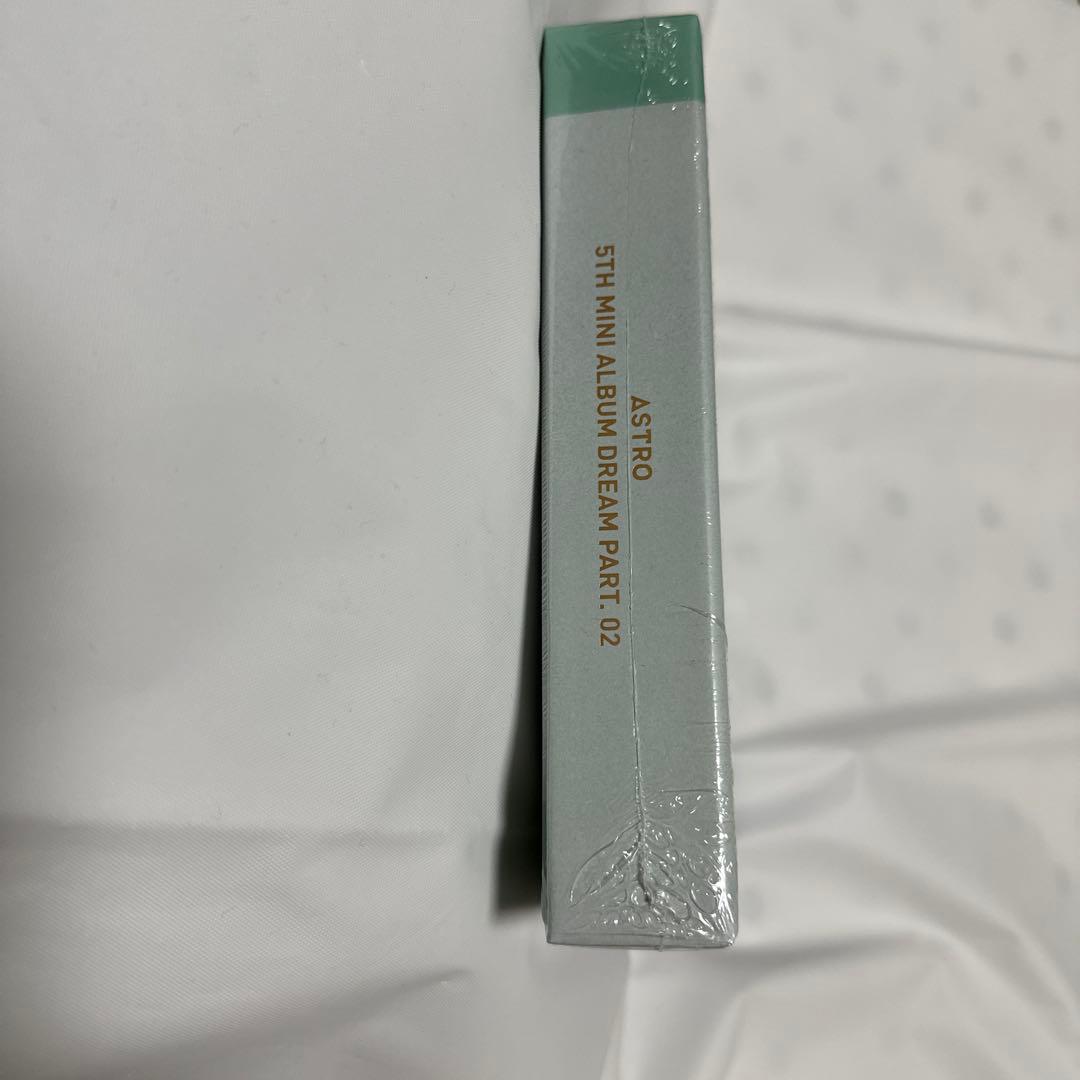 ASTRO
5TH MINI ALBUM DREAM PART. 02